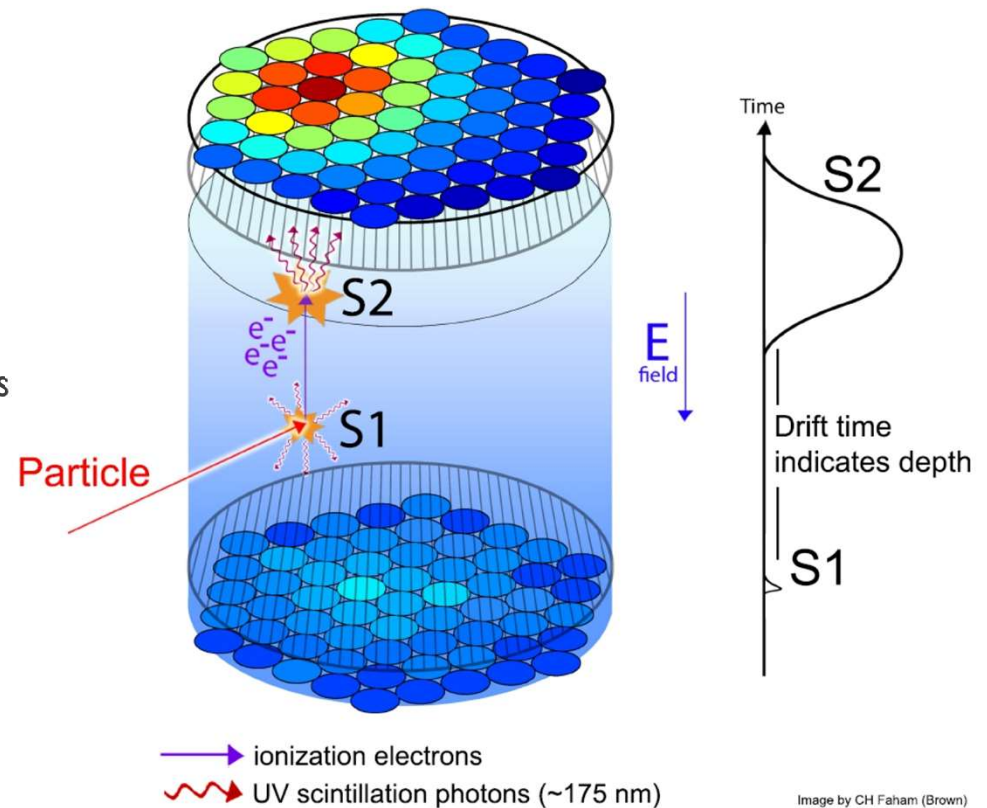 Time
S2
S2
e-
e-
e-
e-
E
field
s
S1
Drift time
indicates depth
Particle
S1
ionization electrons
UV scintillation photons (~175 nm)
Image by CH Faham (Brown)